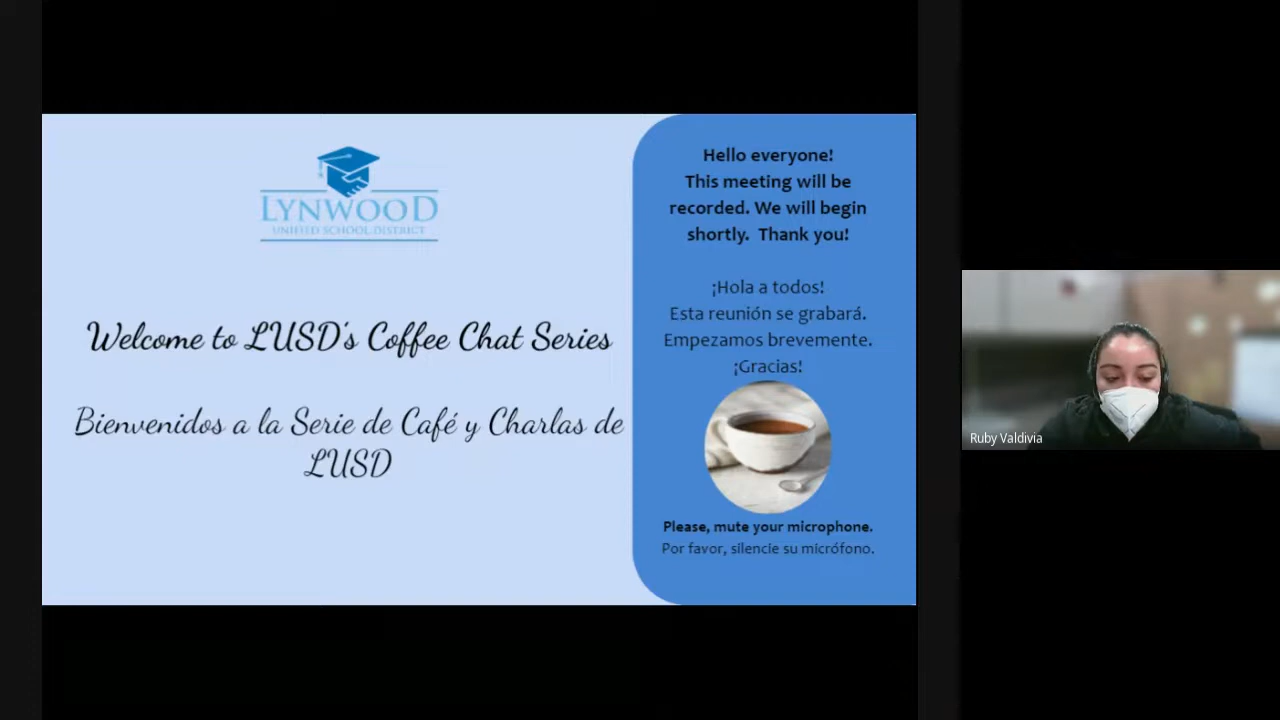 LYNWOOD
UNIFIED SCHOOL DISTRICT
Welcome to LUSD's Coffee Chat Series
Bienvenidos a la Serie de Café y Charlas de
LUSD
Hello everyone!
This meeting will be
recorded. We will begin
shortly. Thank you!
¡Hola a todos!
Esta reunión se grabará.
Empezamos brevemente.
¡Gracias!
Please, mute your microphone.
Por favor, silencie su micrófono.
Ruby Valdivia